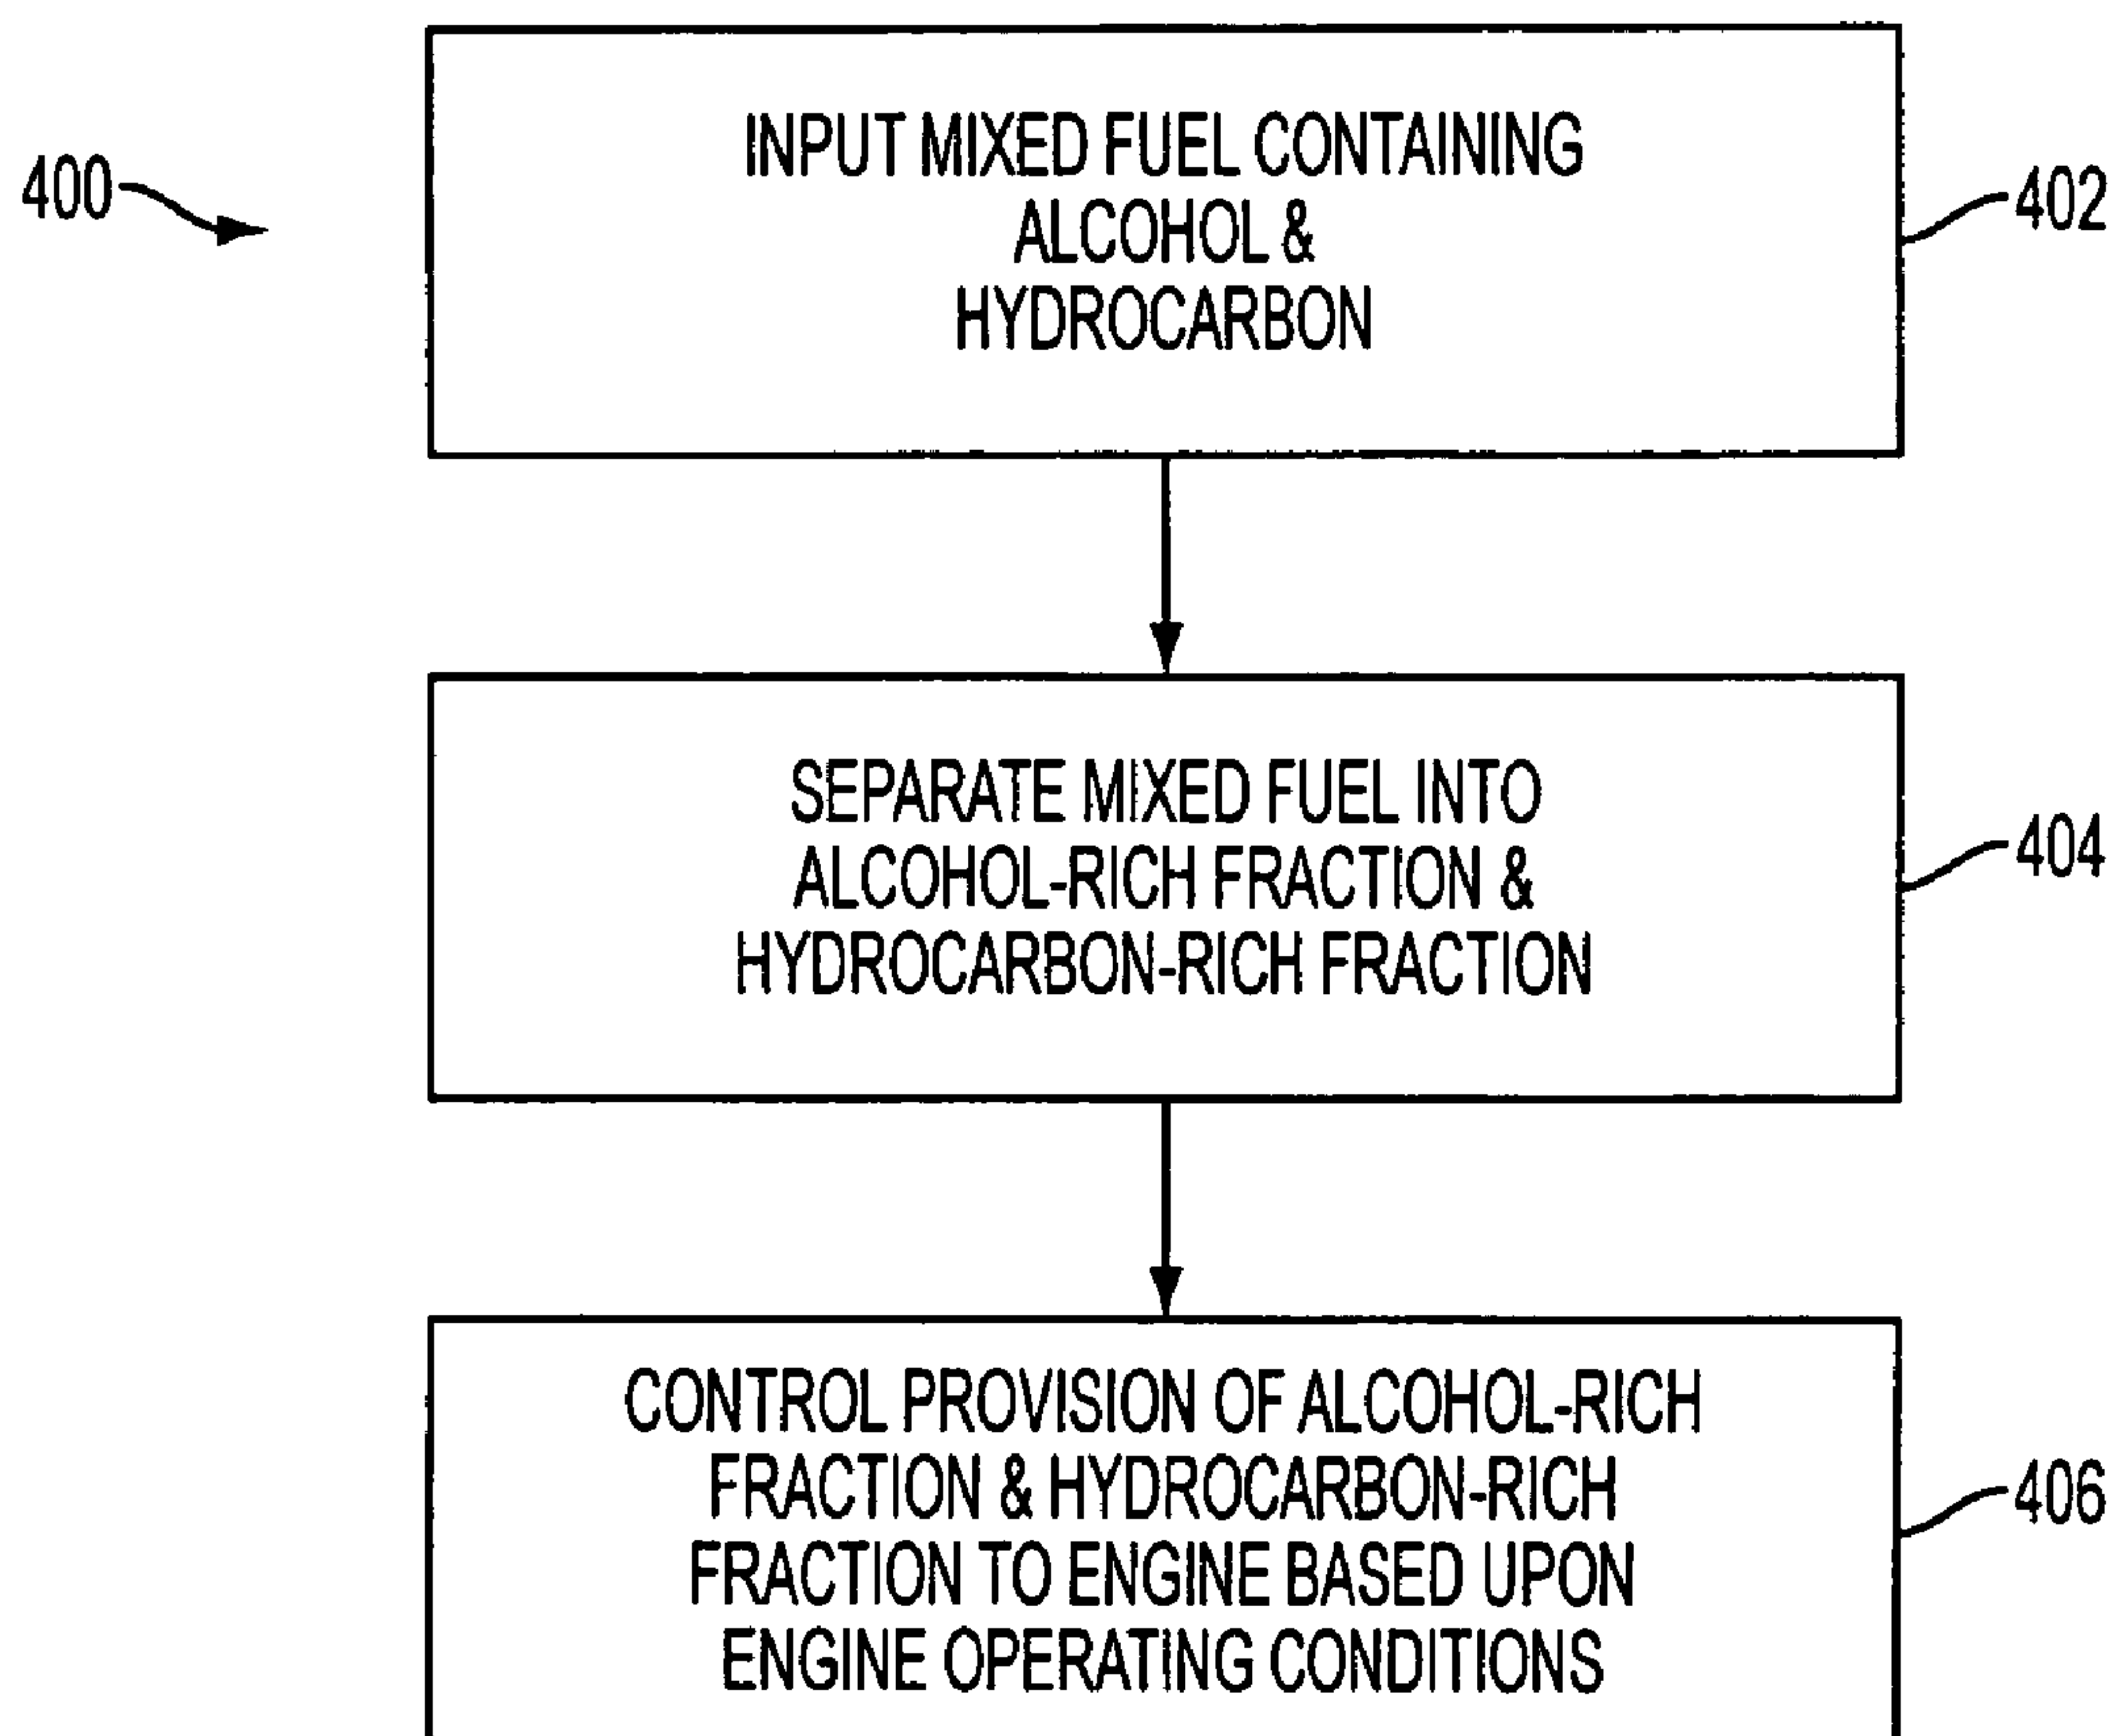 400
INPUT MIXED FUEL CONTAINING
ALCOHOL &
HYDROCARBON
402
SEPARATE MIXED FUEL INTO
ALCOHOL-RICH FRACTION &
HYDROCARBON-RICH FRACTION
404
CONTROL PROVISION OF ALCOHOL-RICH
FRACTION & HYDROCARBON-RICH
FRACTION TO ENGINE BASED UPON
ENGINE OPERATING CONDITIONS
406